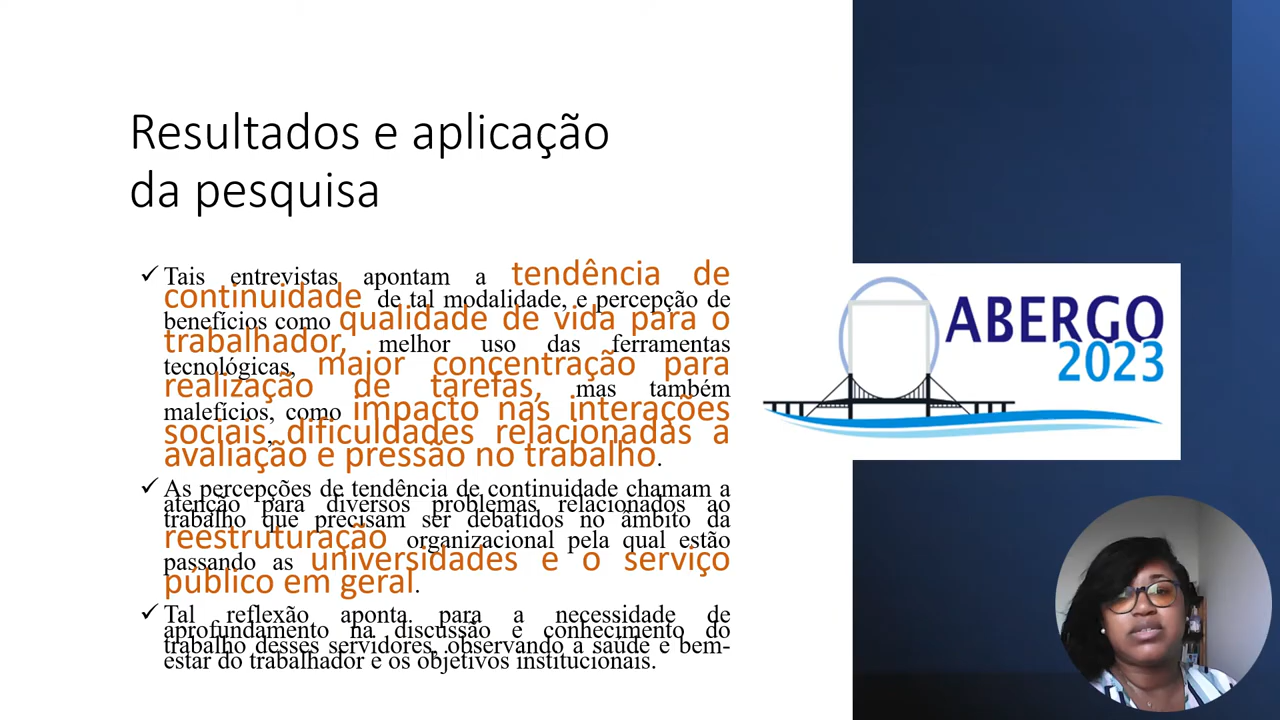 Resultados e aplicação
da pesquisa
✓ Tais entrevistas apontam a tendência de
continuidade de tal modalidade, e percepção de
benefícios como qualidade de vida para o
trabalhador, melhor uso das ferramentas
tecnológicas, maior concentração para
realização de tarefas, mas também
malefícios, como impacto nas interações
sociais, dificuldades relacionadas a
avaliação e pressão no trabalho.
✓ As percepções de tendência de continuidade chamam a
atenção para diversos problemas relacionados ao
trabalho que precisam ser debatidos no âmbito da
reestruturação organizacional pela qual estão
passando as universidades e o serviço
público em geral.
✓ Tal reflexão aponta para a necessidade de
aprofundamento na discussão e conhecimento do
trabalho desses servidores, observando a saúde e bem-
estar do trabalhador e os objetivos institucionais.
ABERGO
2023